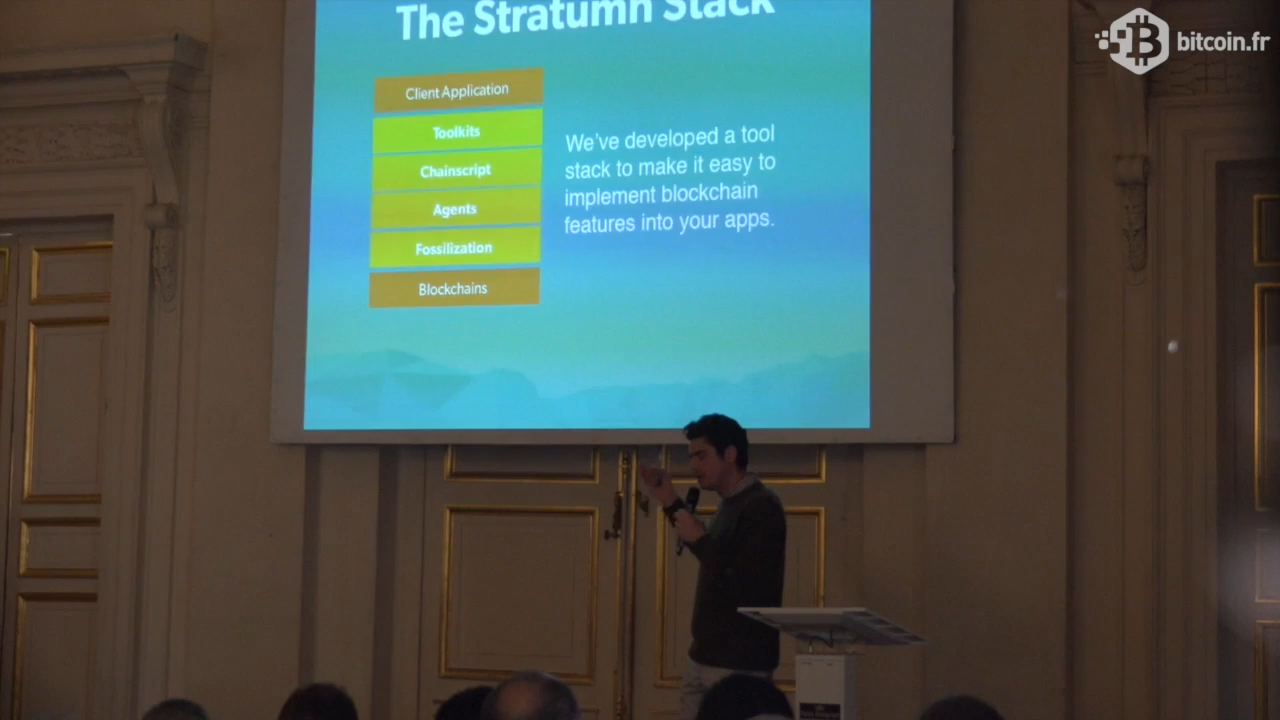 The Stratumn Stack
bitcoin.fr
Client Application
Toolkits
Chainscript
Agents
Fossilization
Blockchains
We've developed a tool
stack to make it easy to
implement blockchain
features into your apps.